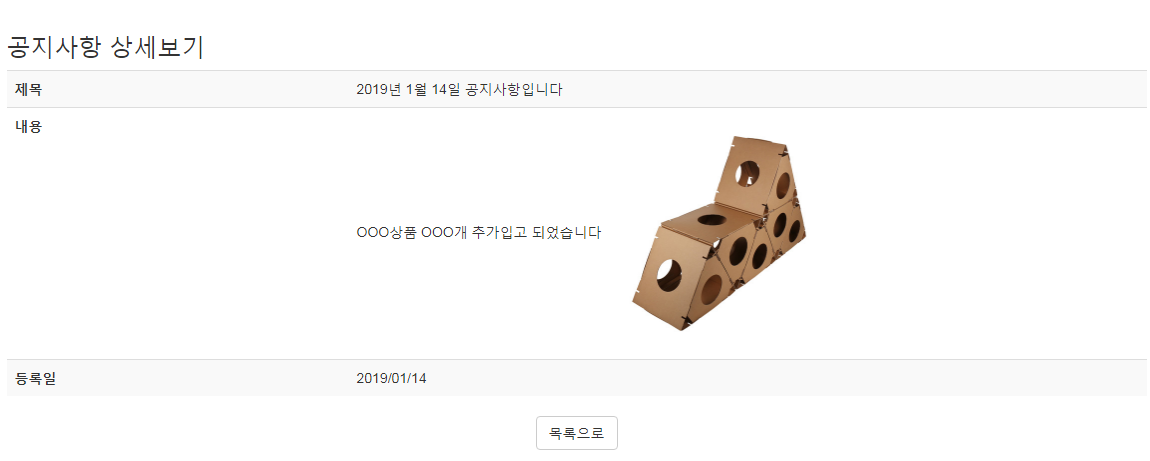 공지사항 상세보기
제목 2019년 1월 14일 공지사항입니다
내용
OOO상품 OOO개 추가입고 되었습니다
등록일 2019/01/14
목록으로